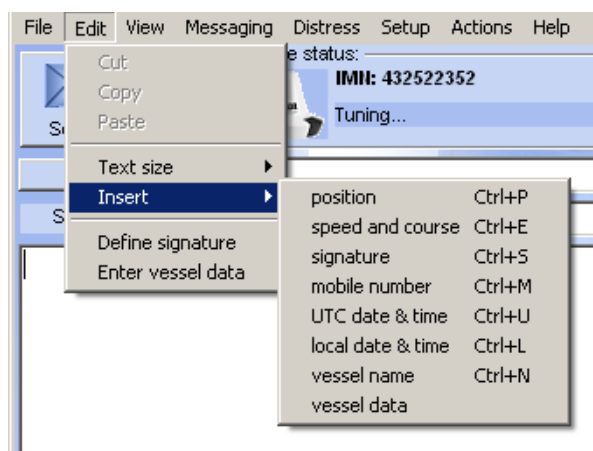 File Edit View Messaging Distress Setup Actions Help
Cut
Copy
Paste
Text size
Insert
Define signature
Enter vessel data
e status:
IMN: 432522352
Tuning...
position Ctrl+P
speed and course Ctrl+E
signature Ctrl+S
mobile number Ctrl+M
UTC date & time Ctrl+U
local date & time Ctrl+L
vessel name Ctrl+N
vessel data